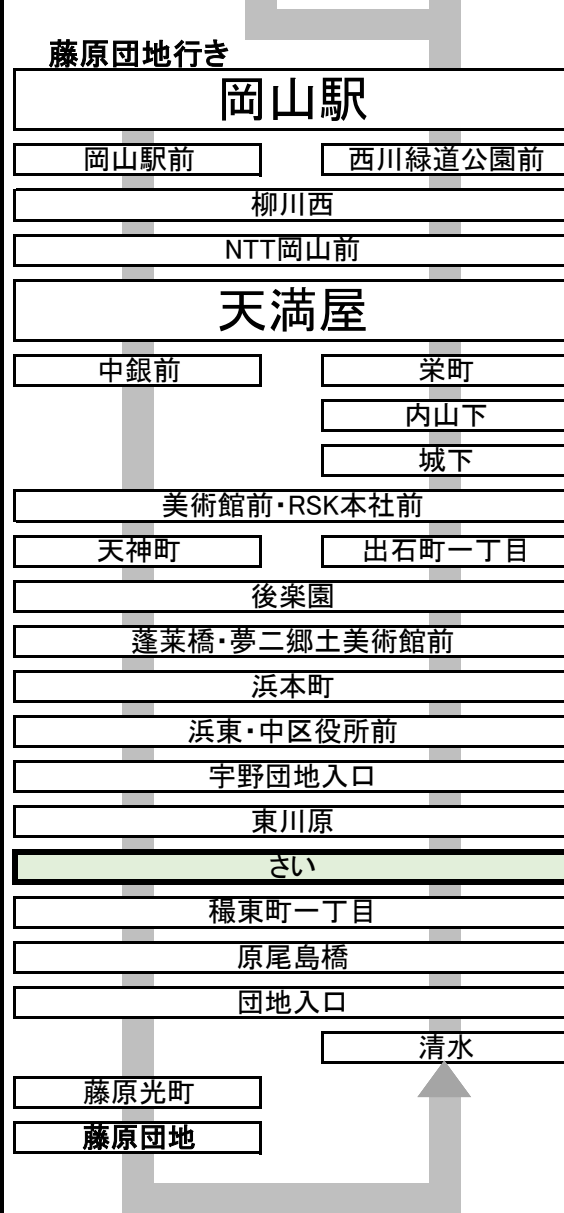 藤原団地行き
岡山駅
岡山駅前 西川緑道公園前
柳川西
NTT岡山前
天満屋
中銀前 栄町
内山下
城下
美術館前・RSK本社前
天神町 出石町一丁目
後楽園
蓬莱橋・夢二郷土美術館前
浜本町
浜東・中区役所前
宇野団地入口
東川原
さい
穝東町一丁目
原尾島橋
団地入口
清水
藤原光町
藤原団地